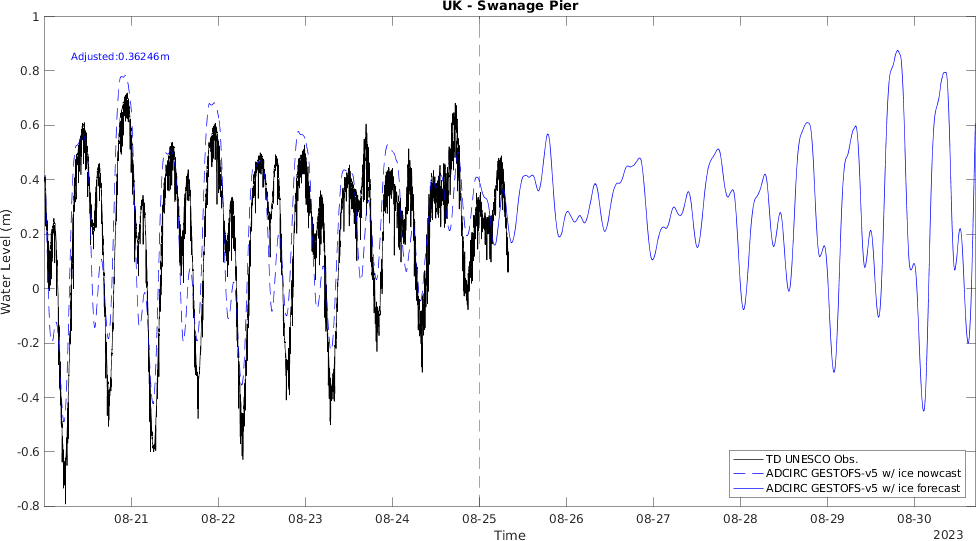 UK - Swanage Pier
Adjusted:0.36246m
Water Level (m)
1
0.8
0.6
0.4
0.2
0
-0.2
-0.4
-0.6
-0.8
TD UNESCO Obs.
ADCIRC GESTOFS-v5 w/ ice nowcast
ADCIRC GESTOFS-v5 w/ ice forecast
08-21 08-22 08-23 08-24 08-25 08-26 08-27 08-28 08-29 08-30
Time
2023